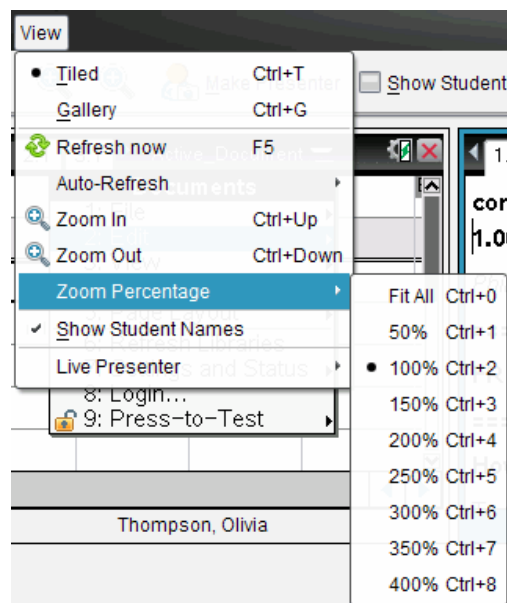 View
Tiled Ctrl+T
Make Presenter
Show Student
Gallery Ctrl+G
Refresh now F5
Auto-Refresh
Zoom In Ctrl+Up
Zoom Out Ctrl+Down
Zoom Percentage
Show Student Names
Live Presenter
Fit All Ctrl+0
50% Ctrl+1
100% Ctrl+2
150% Ctrl+3
200% Ctrl+4
250% Ctrl+5
300% Ctrl+6
350% Ctrl+7
400% Ctrl+8
8: Login...
9: Press-to-Test
Thompson, Olivia